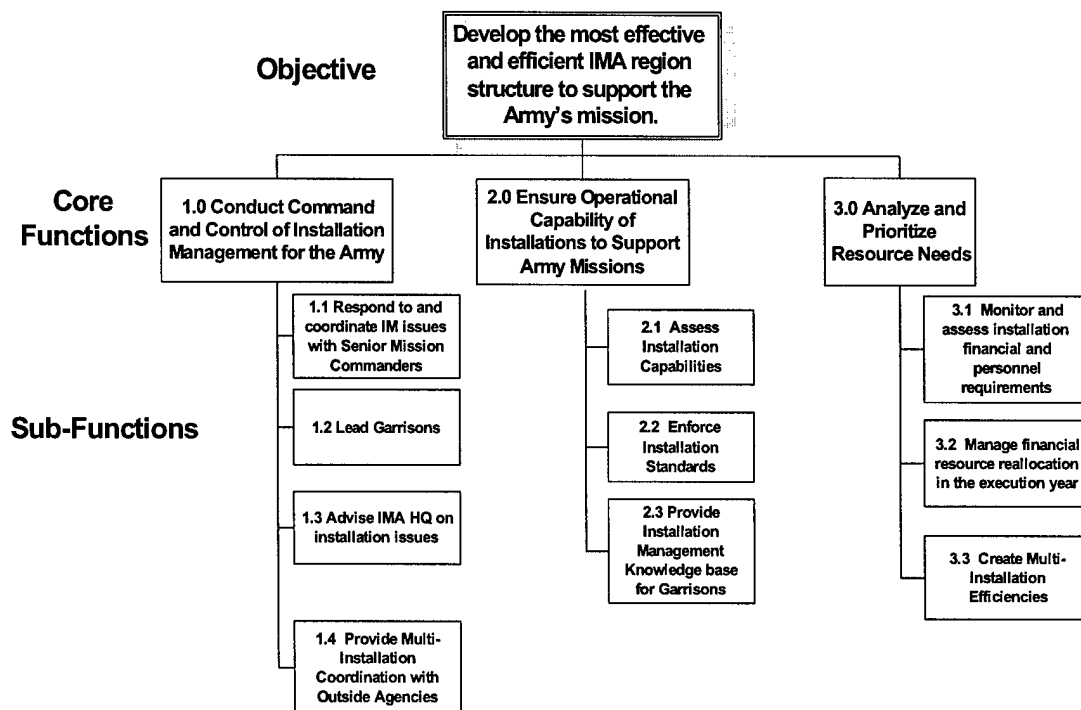 Objective
Develop the most effective
and efficient IMA region
structure to support the
Army's mission.
Core
Functions
1.0 Conduct Command
and Control of Installation
Management for the Army
2.0 Ensure Operational
Capability of
Installations to Support
Army Missions
3.0 Analyze and
Prioritize
Resource Needs
Sub-Functions
1.1 Respond to and
coordinate IM issues
with Senior Mission
Commanders
1.2 Lead Garrisons
1.3 Advise IMA HQ on
installation issues
1.4 Provide Multi-
Installation
Coordination with
Outside Agencies
2.1 Assess
Installation
Capabilities
2.2 Enforce
Installation
Standards
2.3 Provide
Installation
Management
Knowledge base
for Garrisons
3.1 Monitor and
assess installation
financial and
personnel
requirements
3.2 Manage financial
resource reallocation
in the execution year
3.3 Create Multi-
Installation
Efficiencies